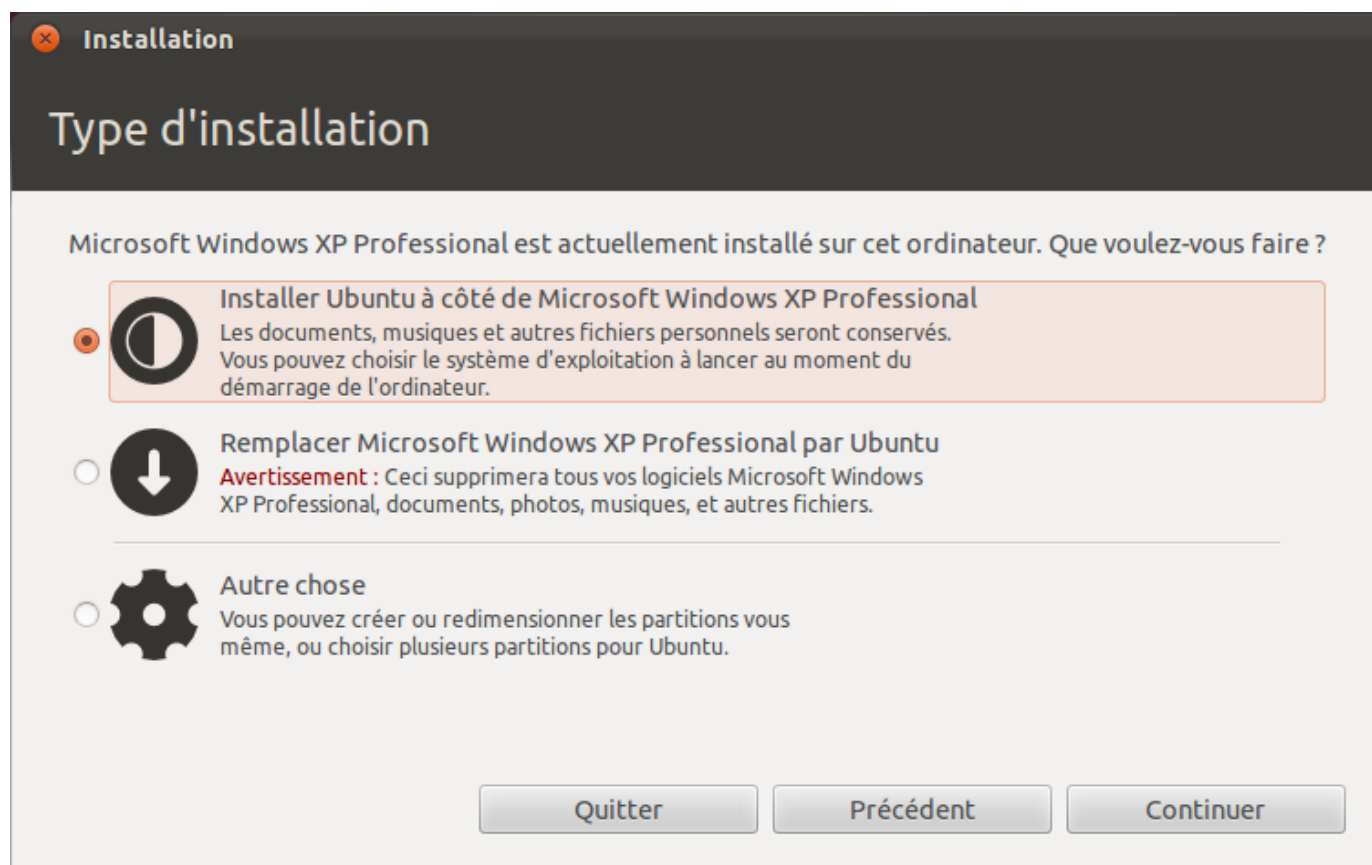 Installation
Type d'installation
Microsoft Windows XP Professional est actuellement installé sur cet ordinateur. Que voulez-vous faire ?
Installer Ubuntu à côté de Microsoft Windows XP Professional
Les documents, musiques et autres fichiers personnels seront conservés.
Vous pouvez choisir le système d'exploitation à lancer au moment du
démarrage de l'ordinateur.
Remplacer Microsoft Windows XP Professional par Ubuntu
Avertissement : Ceci supprimera tous vos logiciels Microsoft Windows
XP Professional, documents, photos, musiques, et autres fichiers.
Autre chose
Vous pouvez créer ou redimensionner les partitions vous
même, ou choisir plusieurs partitions pour Ubuntu.
Quitter
Précédent
Continuer